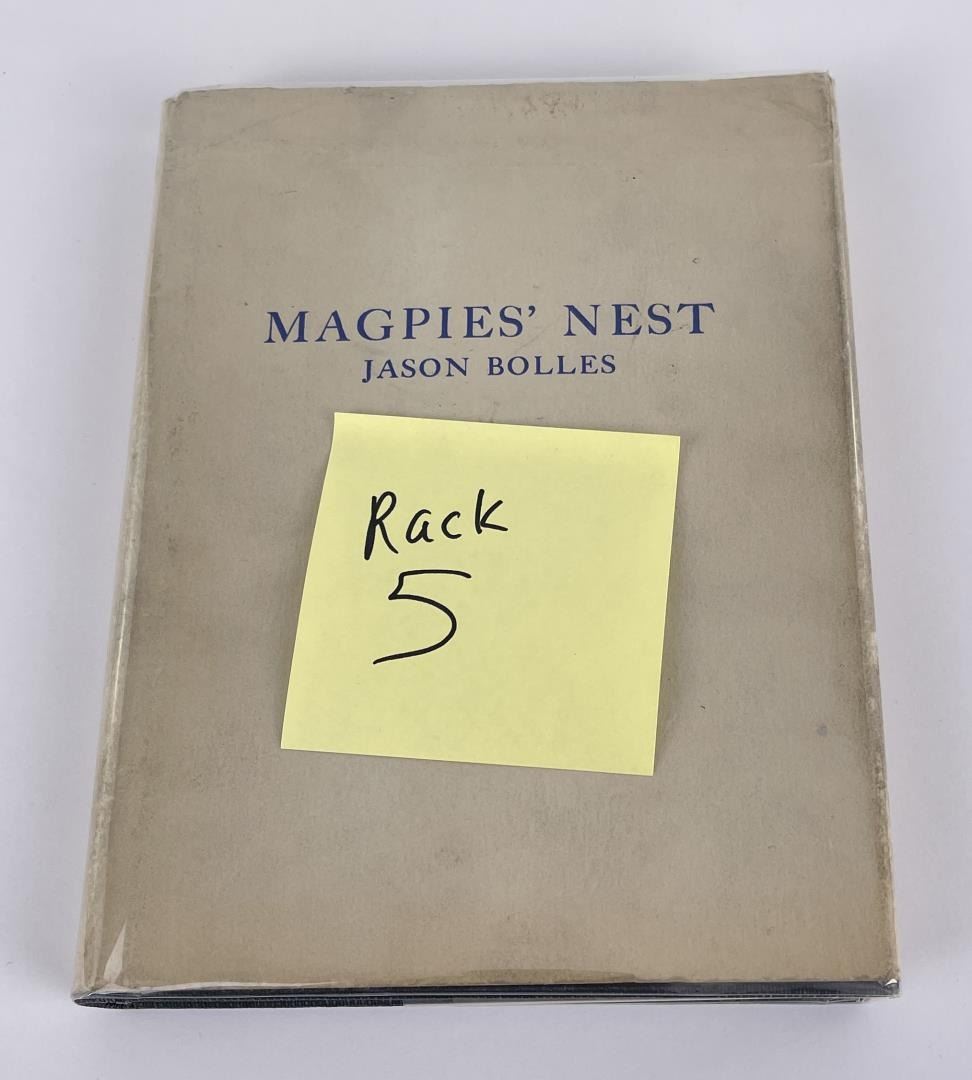 MAGPIES' NEST
JASON BOLLES
Rack
5